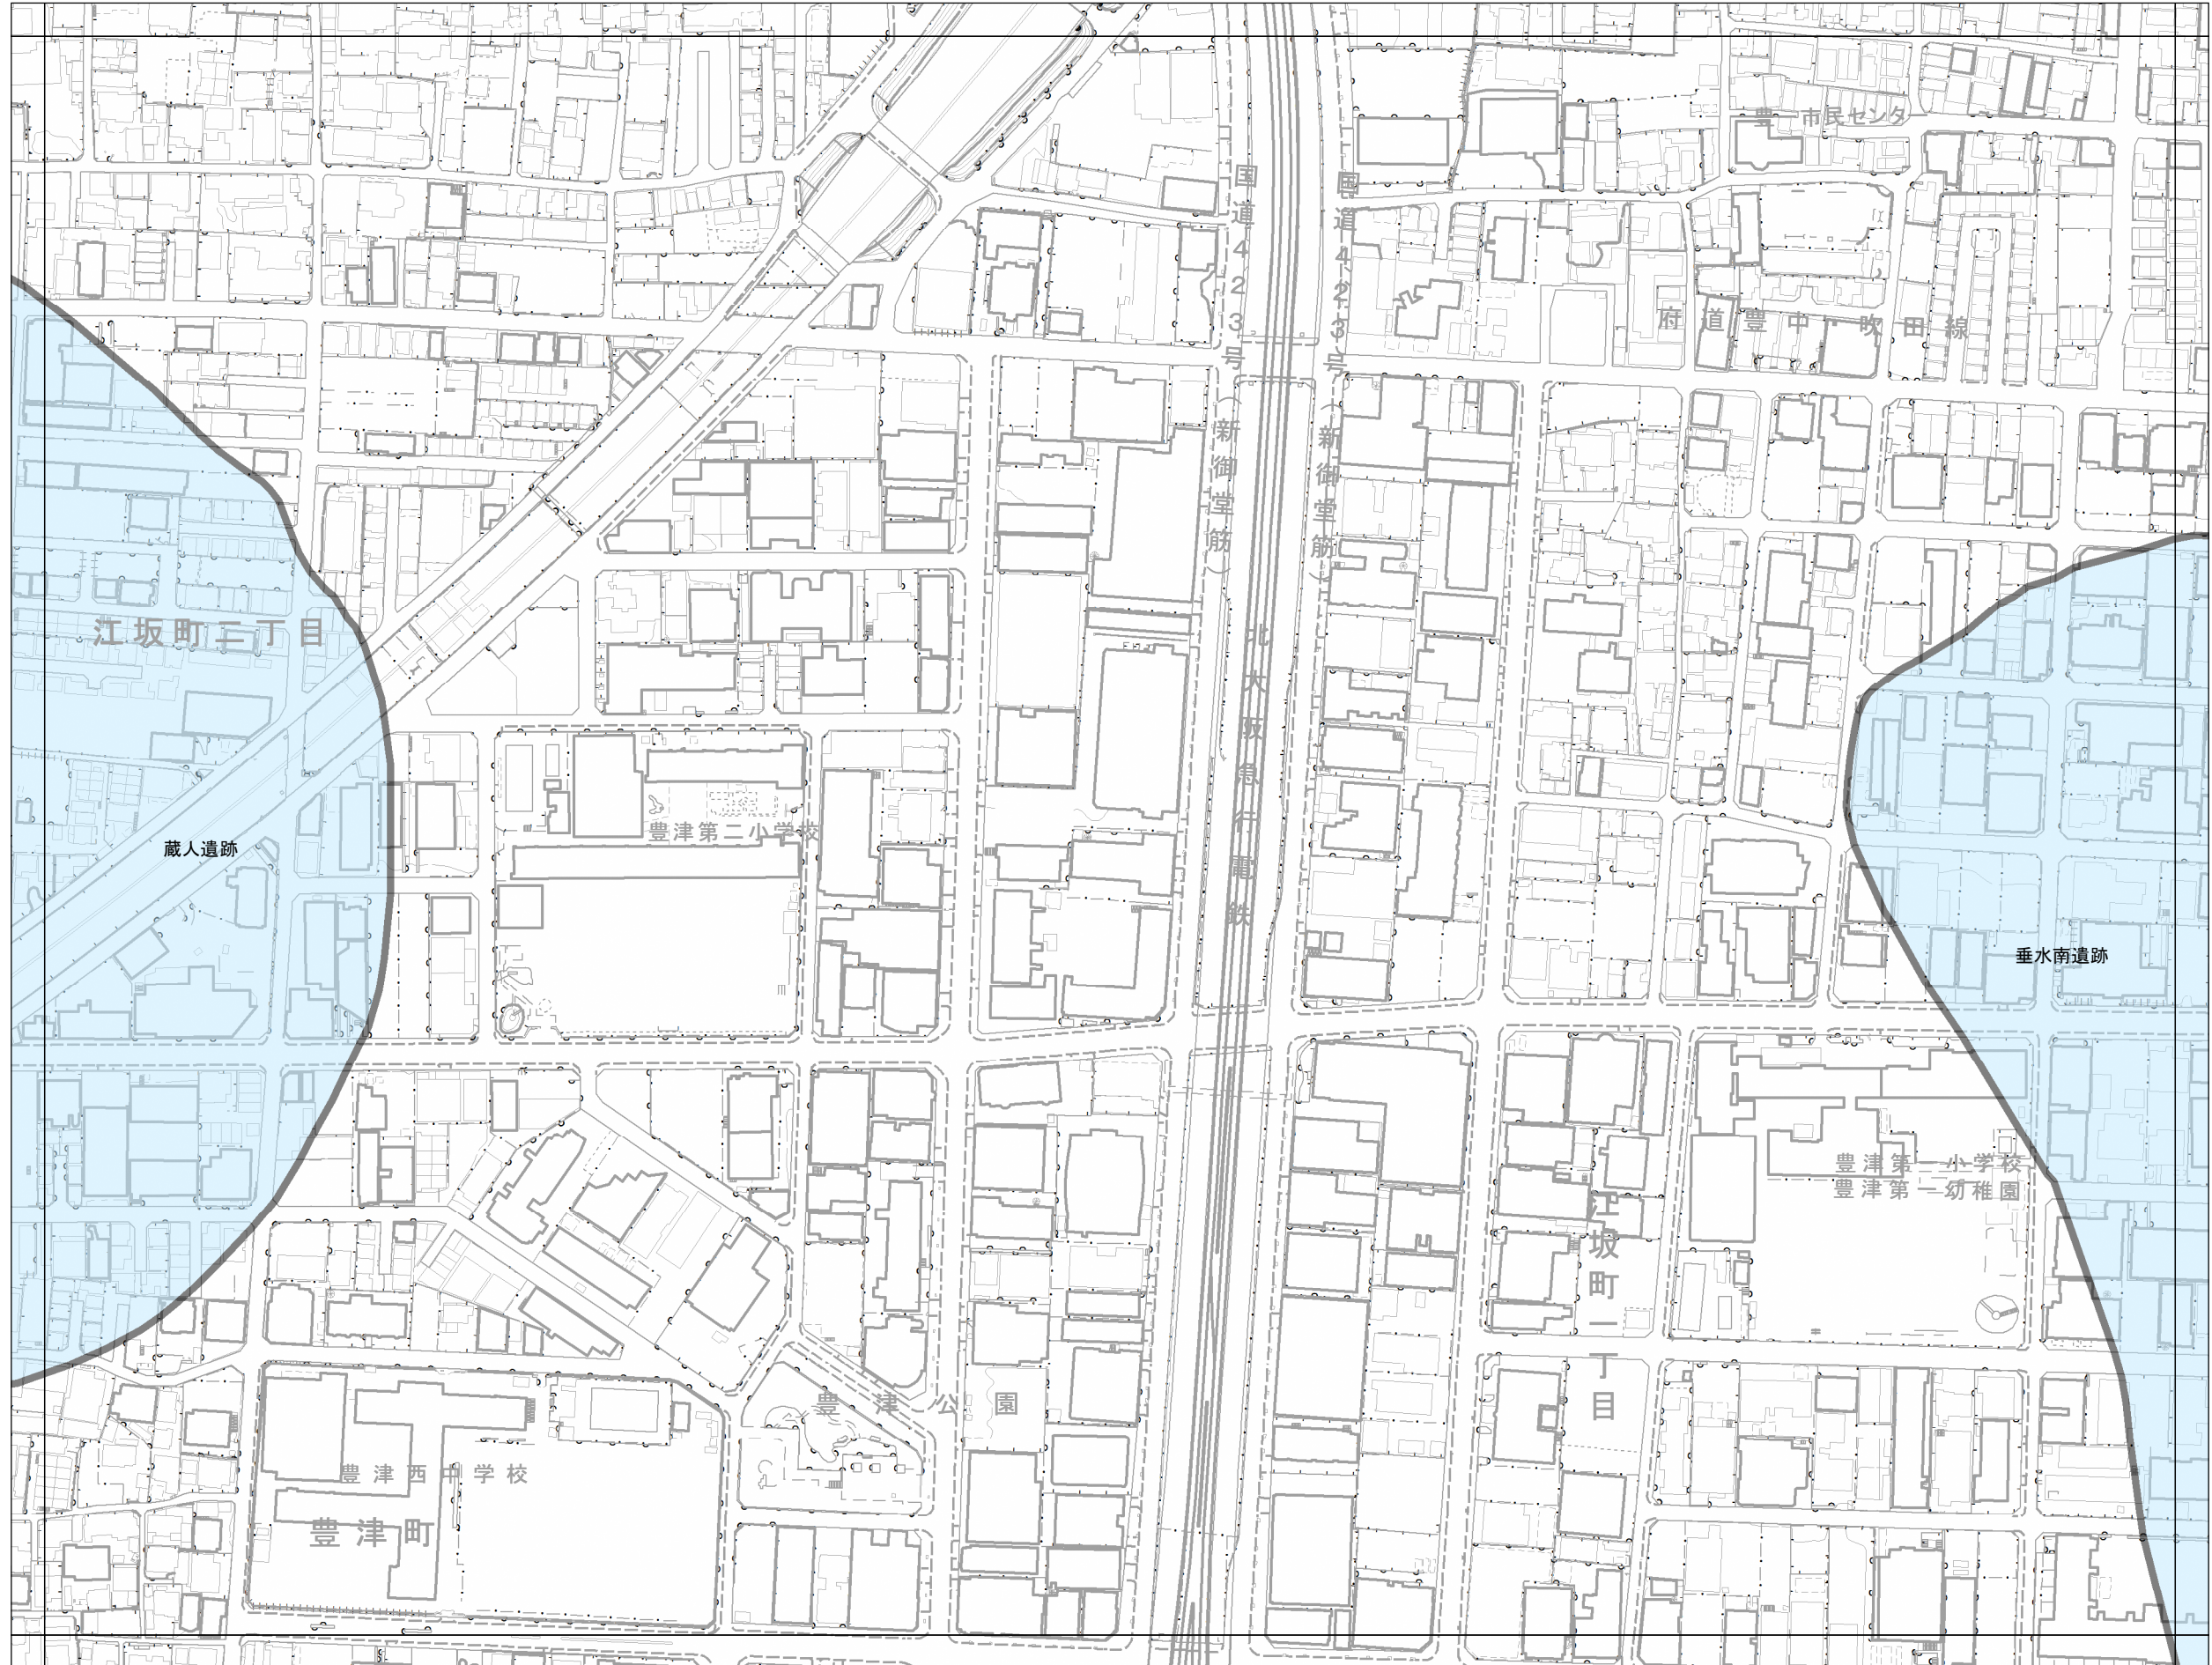 豊一市民センター
国道423号(新御堂筋)
国道423号(新御堂筋)
府道豊中・吹田線
江坂町二丁目
北大阪急行電鉄
蔵人遺跡
豊津第二小学校
垂水南遺跡
豊津第一小学校
豊津第一幼稚園
江坂町一丁目
豊津公園
豊津西中学校
豊津町